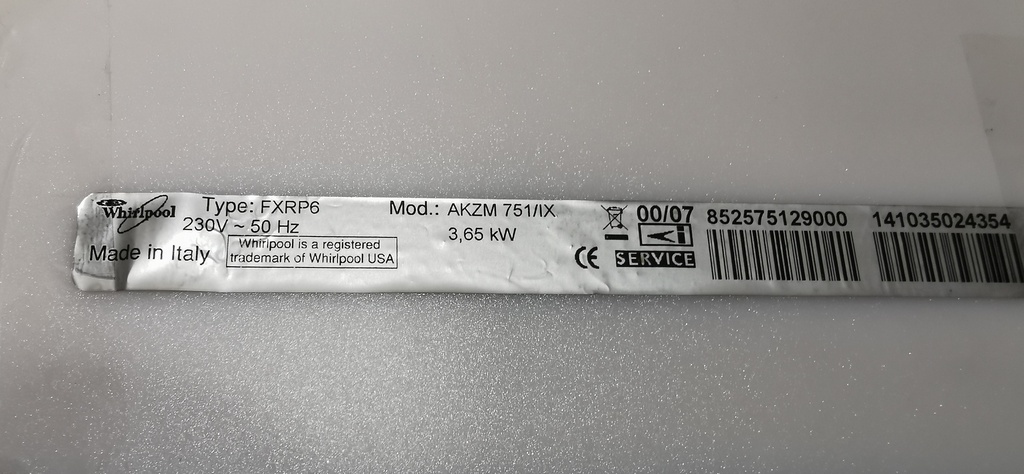 Whirlpool Type: FXRP6 Mod.: AKZM 751/IX 00/07 852575129000 141035024354
230V ~ 50 Hz 3,65 kW
Made in Italy Whirlpool is a registered
trademark of Whirlpool USA CE SERVICE